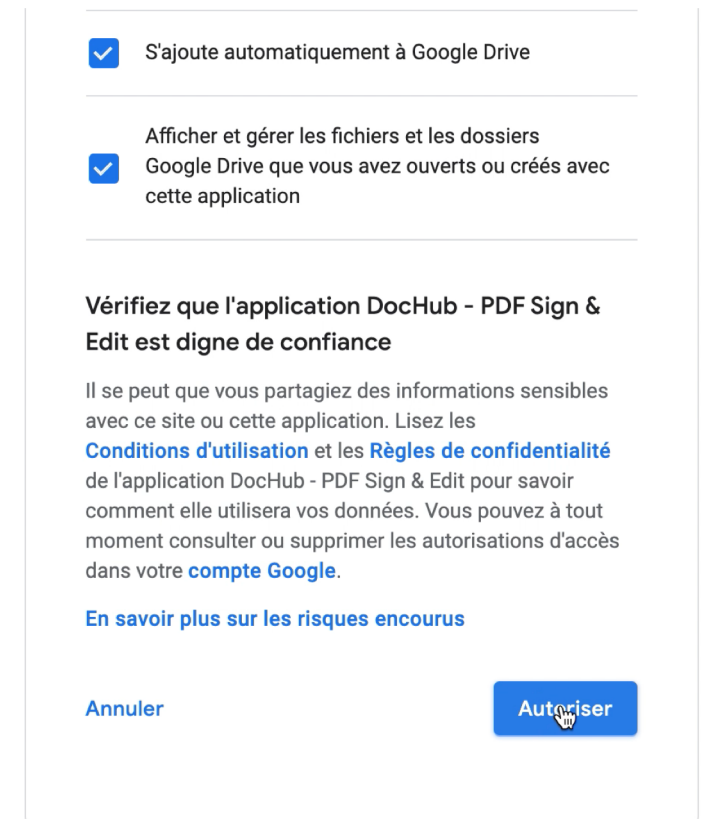 S'ajoute automatiquement à Google Drive
Afficher et gérer les fichiers et les dossiers
Google Drive que vous avez ouverts ou créés avec
cette application
Vérifiez que l'application DocHub - PDF Sign &
Edit est digne de confiance
Il se peut que vous partagiez des informations sensibles
avec ce site ou cette application. Lisez les
Conditions d'utilisation et les Règles de confidentialité
de l'application DocHub - PDF Sign & Edit pour savoir
comment elle utilisera vos données. Vous pouvez à tout
moment consulter ou supprimer les autorisations d'accès
dans votre compte Google.
En savoir plus sur les risques encourus
Annuler
Autoriser